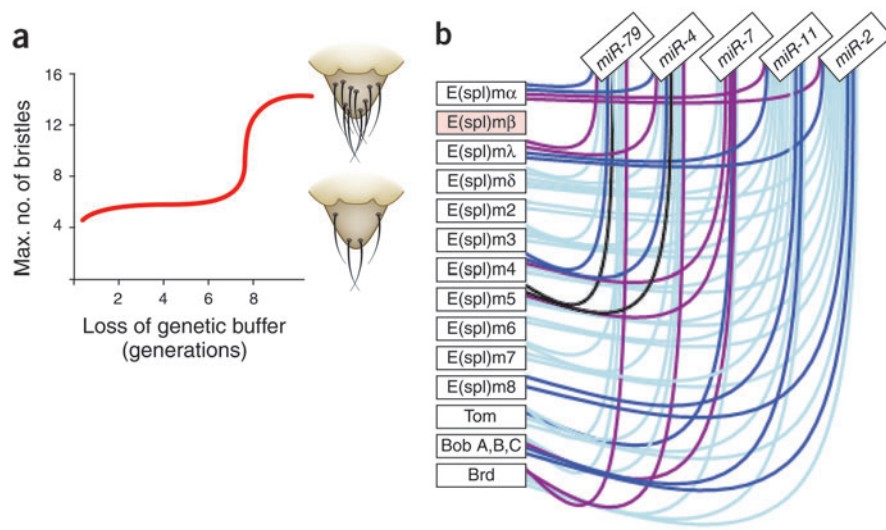 a
Max. no. of bristles
16
12
8
4
2 4 6 8
Loss of genetic buffer
(generations)
b
miR-79
miR-4
miR-7
miR-11
miR-2
E(spl)mα
E(spl)mβ
E(spl)mλ
E(spl)mδ
E(spl)m2
E(spl)m3
E(spl)m4
E(spl)m5
E(spl)m6
E(spl)m7
E(spl)m8
Tom
Bob A,B,C
Brd